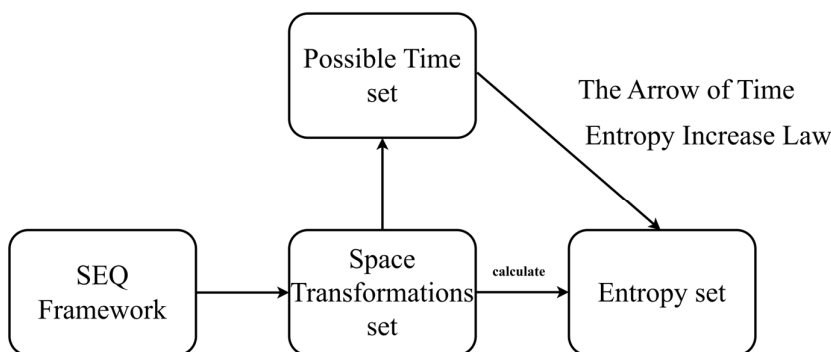 Possible Time
set
The Arrow of Time
Entropy Increase Law
SEQ
Framework
Space
Transformations
set
calculate
Entropy set